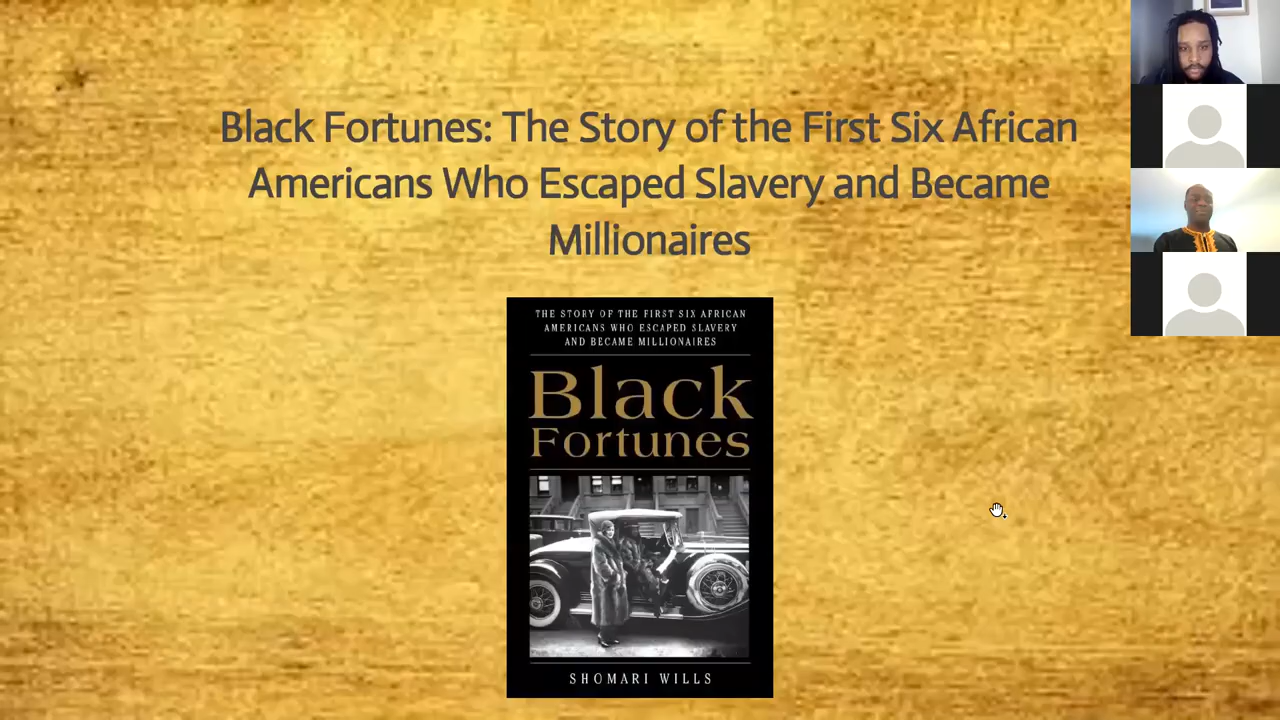 Black Fortunes: The Story of the First Six African
Americans Who Escaped Slavery and Became
Millionaires
THE STORY OF THE FIRST SIX AFRICAN
AMERICANS WHO ESCAPED SLAVERY
AND BECAME MILLIONAIRES
Black
Fortunes
SHOMARI WILLS